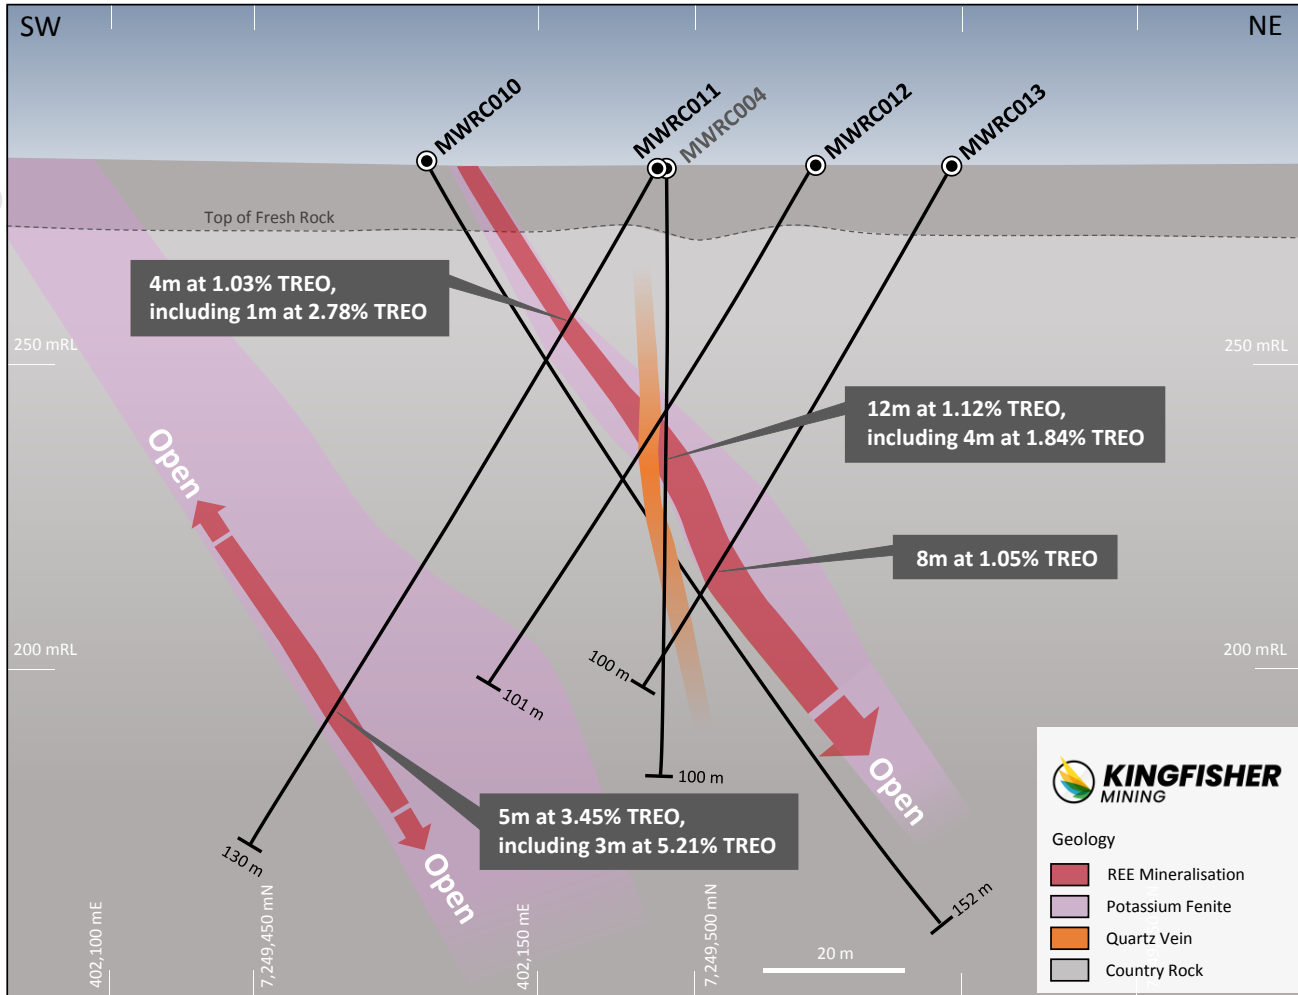 SW
NE
MWRC010
MWRC011
MWRC004
MWRC012
MWRC013
Top of Fresh Rock
4m at 1.03% TREO,
including 1m at 2.78% TREO
250 mRL
250 mRL
12m at 1.12% TREO,
including 4m at 1.84% TREO
Open
8m at 1.05% TREO
200 mRL
200 mRL
100 m
101 m
100 m
Open
5m at 3.45% TREO,
including 3m at 5.21% TREO
130 m
Open
152 m
402,100 mE
7,249,450 mN
402,150 mE
7,249,500 mN
20 m
KINGFISHER
MINING
Geology
REE Mineralisation
Potassium Fenite
Quartz Vein
Country Rock